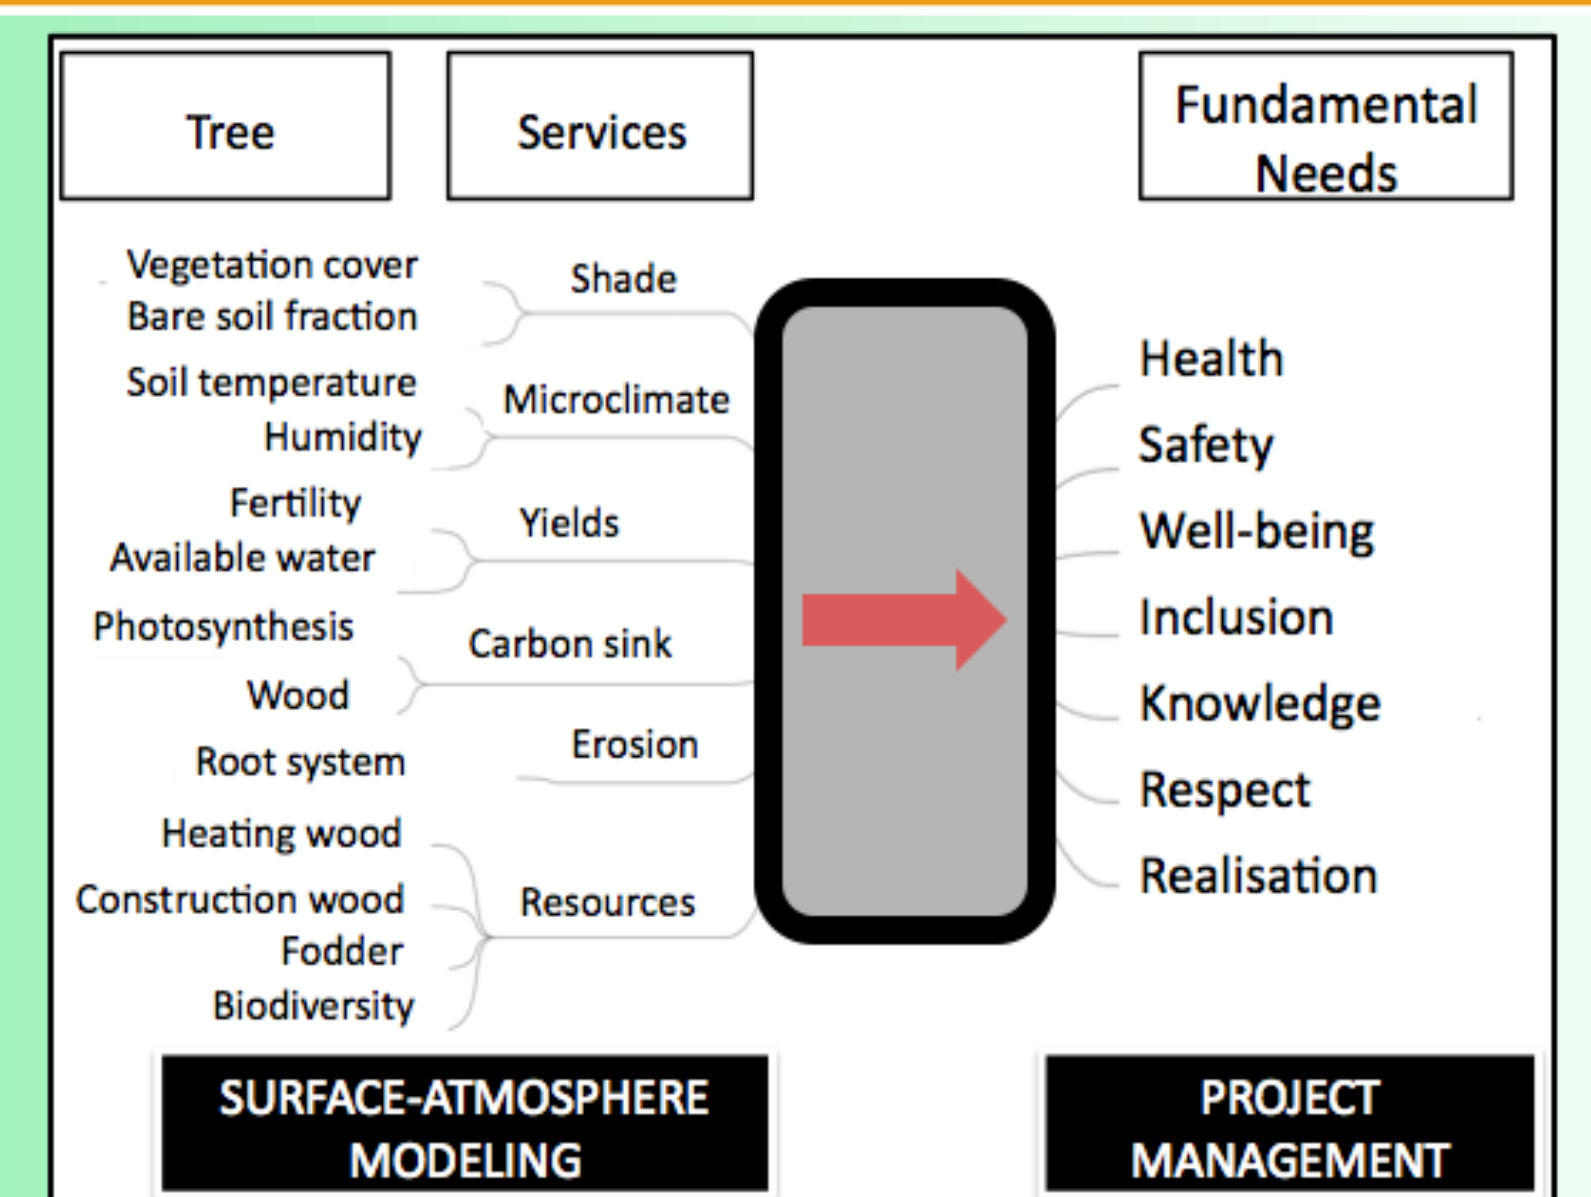 Tree
Services
Fundamental
Needs
Vegetation cover
Bare soil fraction
Shade
Soil temperature
Humidity
Microclimate
Fertility
Available water
Yields
Photosynthesis
Wood
Carbon sink
Root system
Erosion
Heating wood
Construction wood
Fodder
Biodiversity
Resources
Health
Safety
Well-being
Inclusion
Knowledge
Respect
Realisation
SURFACE-ATMOSPHERE
MODELING
PROJECT
MANAGEMENT